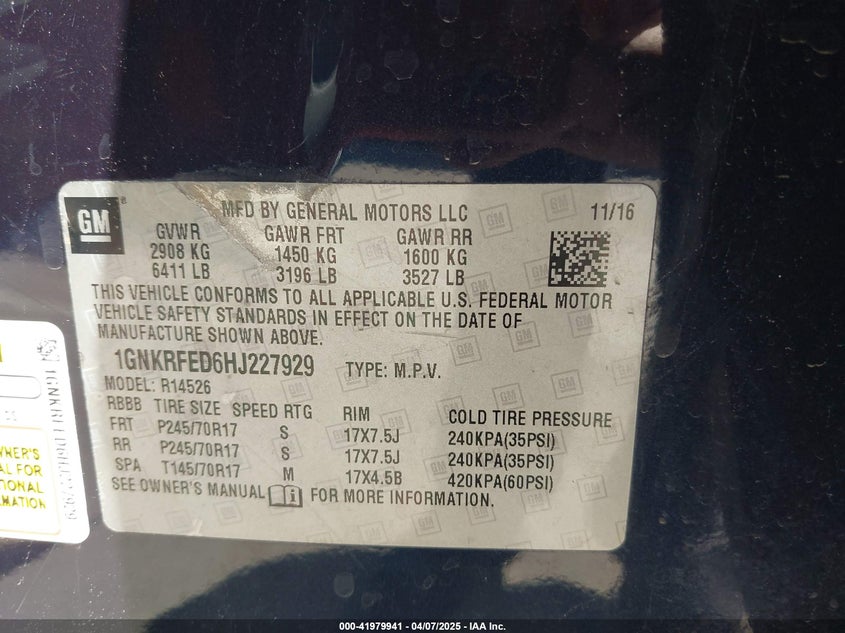 GM
MFD BY GENERAL MOTORS LLC 11/16
GVWR GAWR FRT GAWR RR
2908 KG 1450 KG 1600 KG
6411 LB 3196 LB 3527 LB
THIS VEHICLE CONFORMS TO ALL APPLICABLE U.S. FEDERAL MOTOR
VEHICLE SAFETY STANDARDS IN EFFECT ON THE DATE OF
MANUFACTURE SHOWN ABOVE.
1GNKRFED6HJ227929 TYPE: M.P.V.
MODEL: R14526
RBBB TIRE SIZE SPEED RTG RIM COLD TIRE PRESSURE
FRT P245/70R17 S 17X7.5J 240KPA(35PSI)
RR P245/70R17 S 17X7.5J 240KPA(35PSI)
SPA T145/70R17 M 17X4.5B 420KPA(60PSI)
SEE OWNER'S MANUAL FOR MORE INFORMATION.
1GNKRFED6HJ227929
OWNER'S
FOR
000-41979941 - 04/07/2025 - IAA Inc.